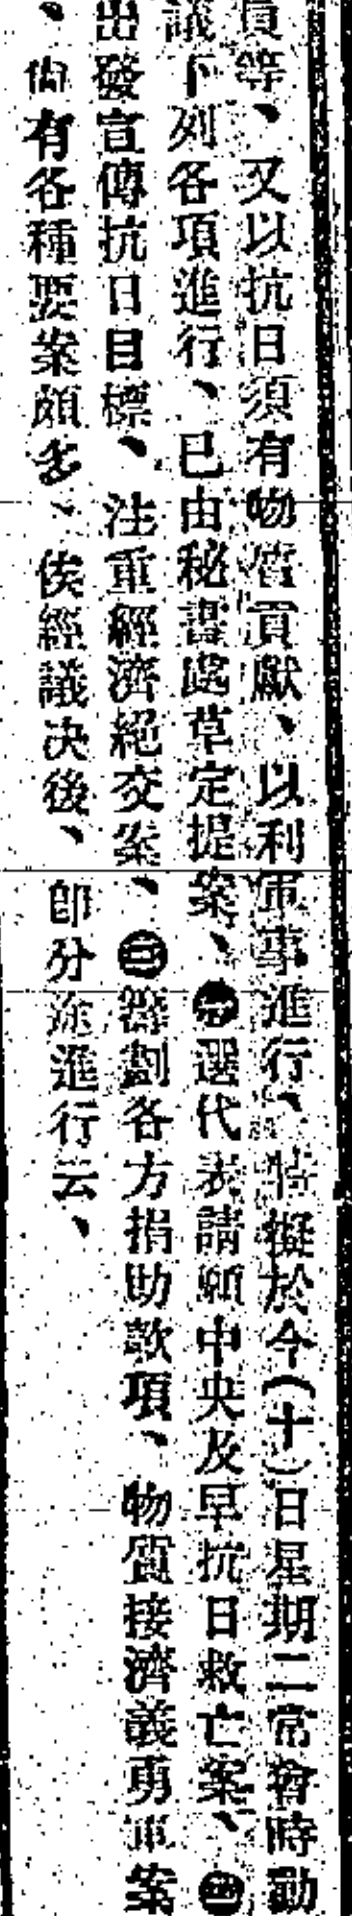 員等、又以抗日須有物質貢獻、以利軍事進行、特擬於今(十)日星期二常會時動
議下列各項進行、已由秘書處草定提案、㊀選代表請願中央及早抗日救亡案、㊁
出發宣傳抗日目標、注重經濟絕交案、㊂籌劃各方捐助款項、物質接濟義勇軍案
、尙有各種要案頗多、俟經議決後、卽分途進行云、